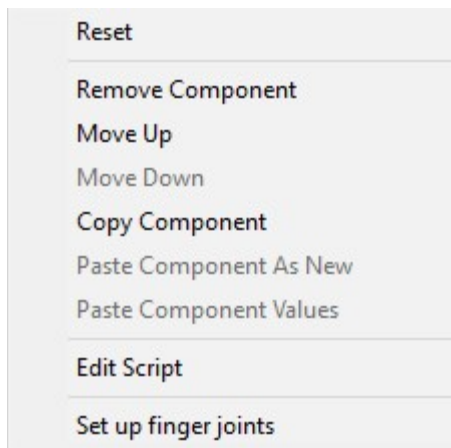 Reset
Remove Component
Move Up
Move Down
Copy Component
Paste Component As New
Paste Component Values
Edit Script
Set up finger joints